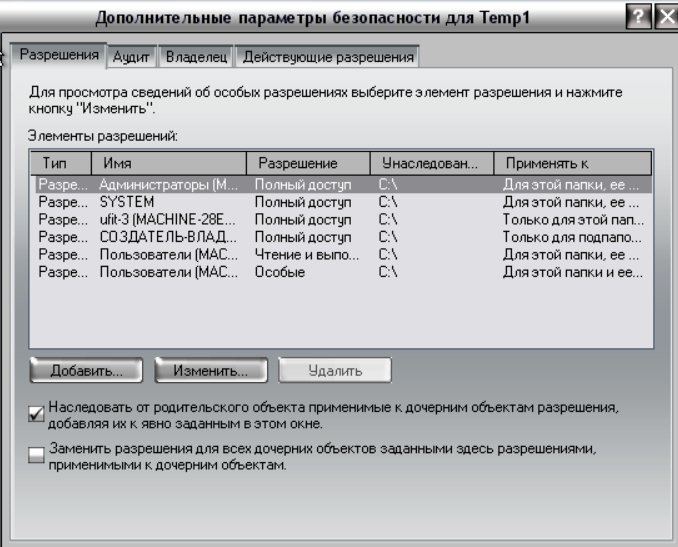 Дополнительные параметры безопасности для Temp1
Разрешения Аудит Владелец Действующие разрешения
Для просмотра сведений об особых разрешениях выберите элемент разрешения и нажмите
кнопку "Изменить".
Элементы разрешений:
Тип Имя Разрешение Унаследован... Применять к
Разре... Администраторы (М... Полный доступ C:\ Для этой папки, ее ...
Разре... SYSTEM Полный доступ C:\ Для этой папки, ее ...
Разре... ufit-3 (MACHINE-28E... Полный доступ C:\ Только для этой пап...
Разре... СОЗДАТЕЛЬ-ВЛАД... Полный доступ C:\ Только для подпапо...
Разре... Пользователи (MAC... Чтение и выпо... C:\ Для этой папки, ее ...
Разре... Пользователи (MAC... Особые C:\ Для этой папки и ее...
Добавить... Изменить... Удалить
Наследовать от родительского объекта применимые к дочерним объектам разрешения,
добавляя их к явно заданным в этом окне.
Заменить разрешения для всех дочерних объектов заданными здесь разрешениями,
применимыми к дочерним объектам.